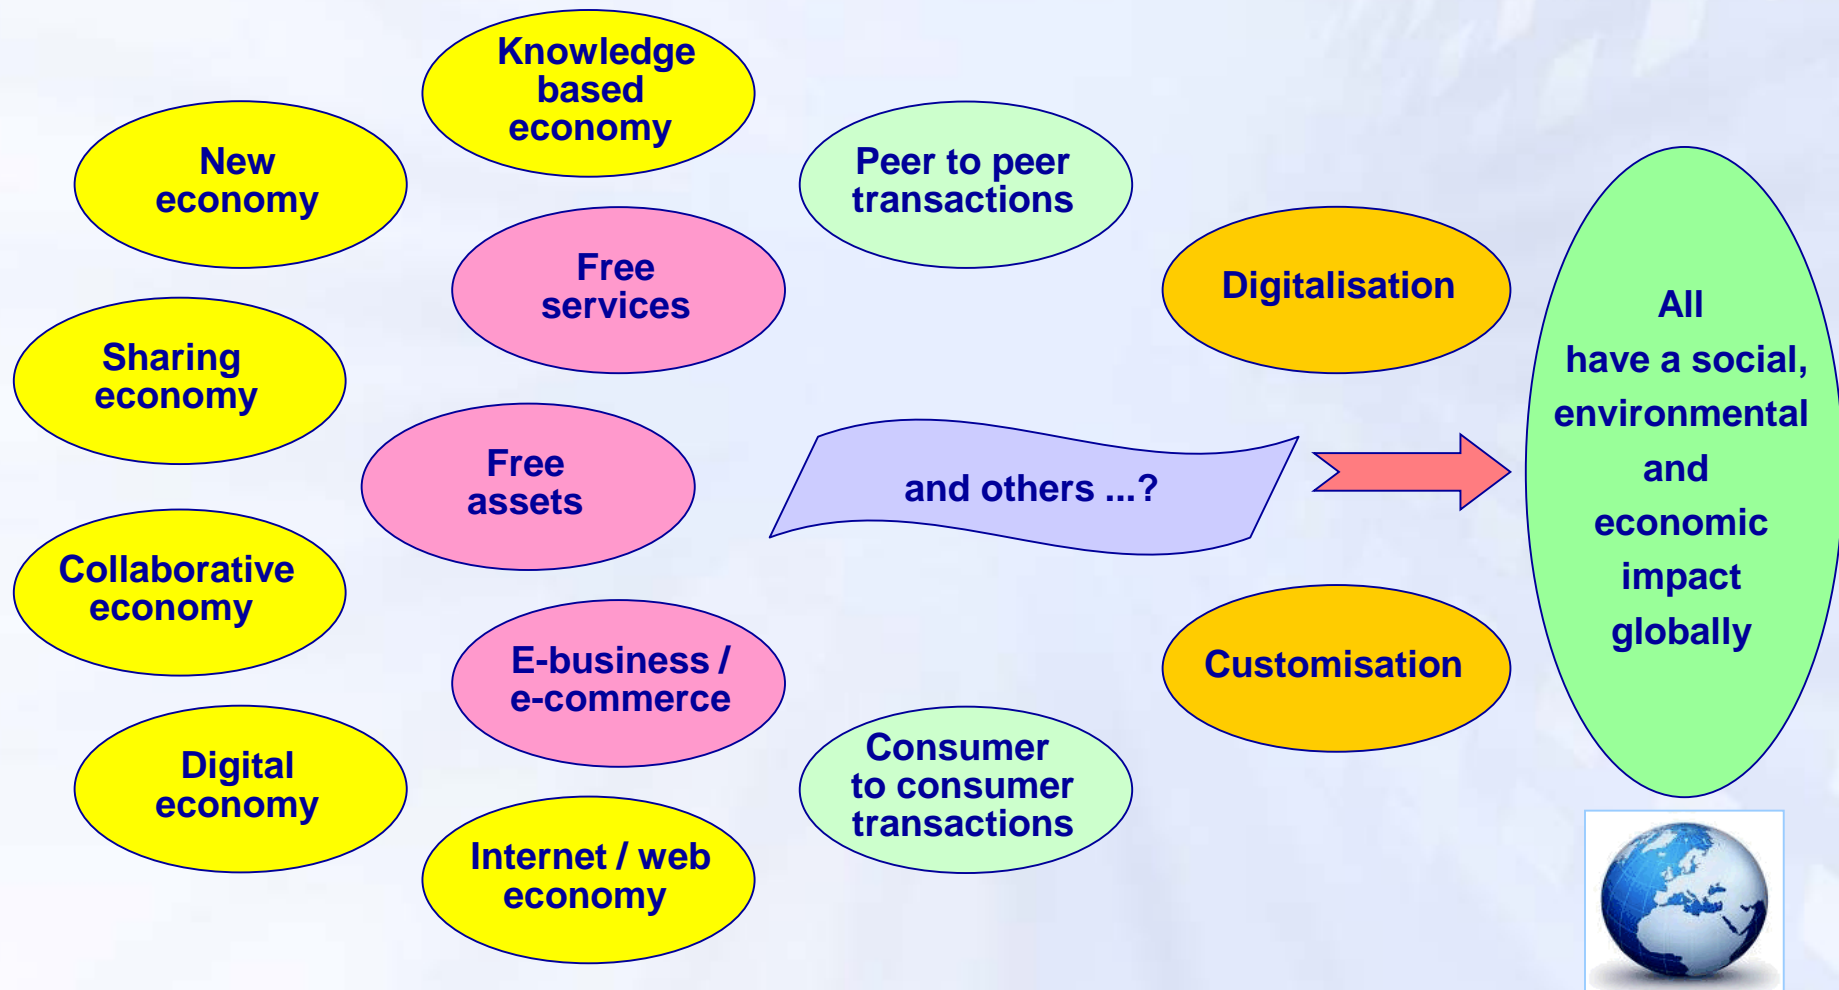 Knowledge
based
economy
New
economy
Peer to peer
transactions
Free
services
Digitalisation
Sharing
economy
Free
assets
and others ...?
All
have a social,
environmental
and
economic
impact
globally
Collaborative
economy
E-business /
e-commerce
Customisation
Digital
economy
Consumer
to consumer
transactions
Internet / web
economy